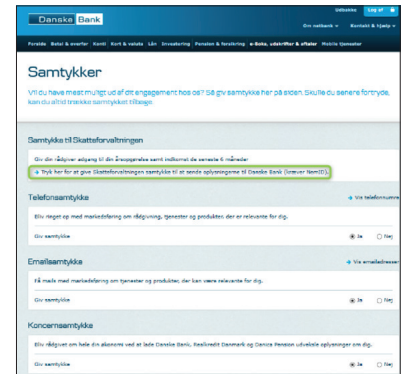 Danske Bank
Udbakke Log af
Om netbank Kontakt & hjælp
Forside Betal & overfør Konti Kort & valuta Lån Investering Pension & forsikring e-Boks, udskrifter & aftaler Mobile tjenester
Samtykker
Vil du have mest muligt ud af dit engagement hos os? Så giv samtykke her på siden. Skulle du senere fortryde,
kan du altid trække samtykket tilbage.
Samtykke til Skatteforvaltningen
Giv din rådgiver adgang til din årsopgørelse samt indkomst de seneste 6 måneder
Tryk her for at give Skatteforvaltningen samtykke til at sende oplysningerne til Danske Bank (kræver NemID).
Telefonsamtykke
Vis telefonnumre
Bliv ringet op med markedsføring om rådgivning, tjenester og produkter, der er relevante for dig.
Giv samtykke Ja Nej
Emailsamtykke
Vis emailadresser
Få mails med markedsføring om tjenester og produkter, der kan være relevante for dig.
Giv samtykke Ja Nej
Koncernsamtykke
Bliv rådgivet om hele din økonomi ved at lade Danske Bank, Realkredit Danmark og Danica Pension udveksle oplysninger om dig.
Giv samtykke Ja Nej